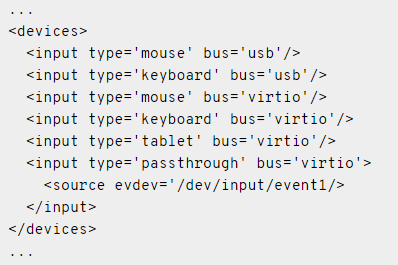 ...
<devices>
  <input type='mouse' bus='usb'/>
  <input type='keyboard' bus='usb'/>
  <input type='mouse' bus='virtio'/>
  <input type='keyboard' bus='virtio'/>
  <input type='tablet' bus='virtio'/>
  <input type='passthrough' bus='virtio'>
    <source evdev='/dev/input/event1/>
  </input>
</devices>
...